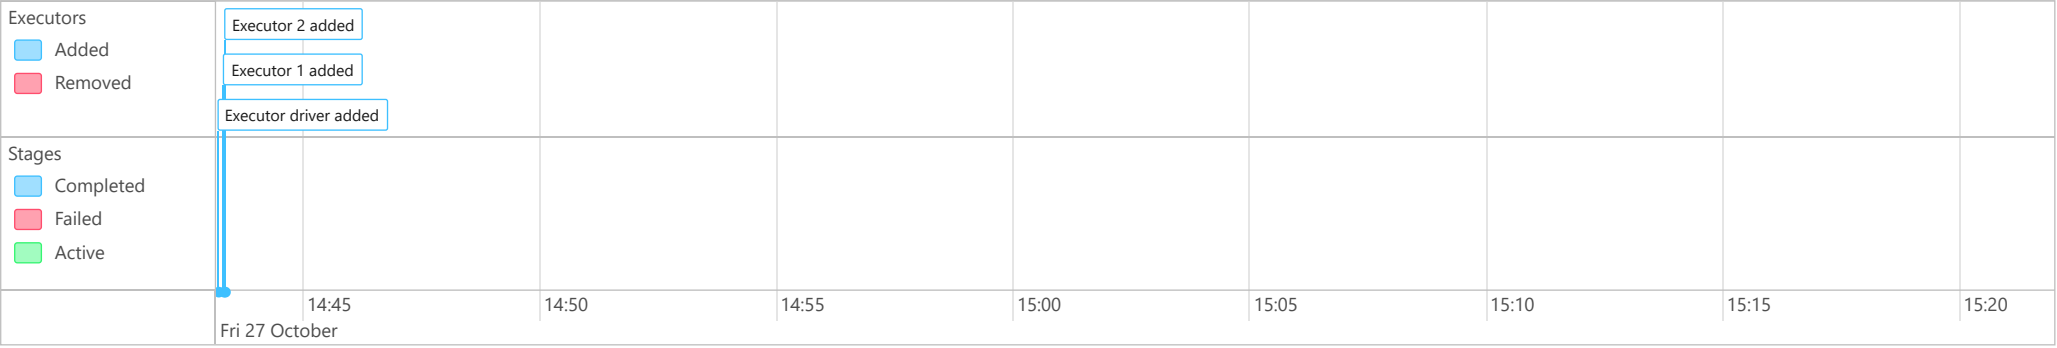 Executors
Added
Removed
Executor 2 added
Executor 1 added
Executor driver added
Stages
Completed
Failed
Active
14:45 14:50 14:55 15:00 15:05 15:10 15:15 15:20
Fri 27 October